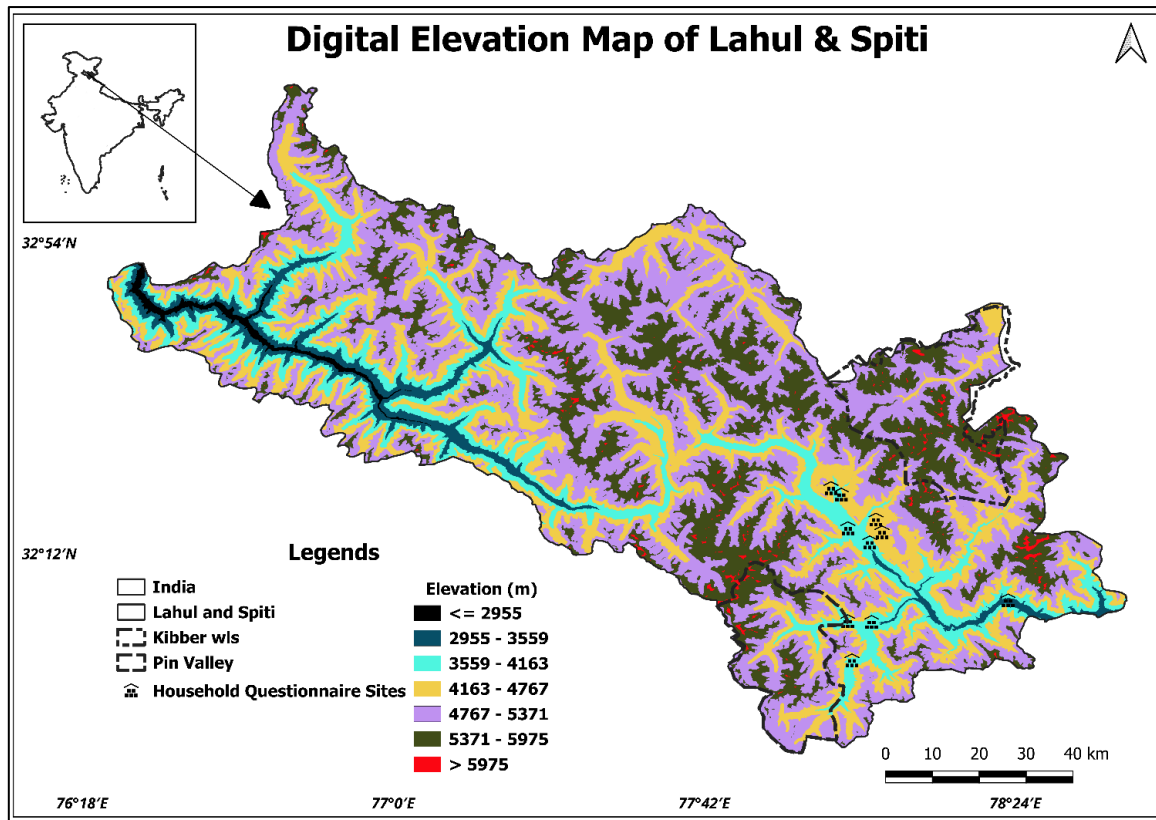 Digital Elevation Map of Lahul & Spiti
32°54′N
32°12′N
Legends
India
Lahul and Spiti
Kibber wls
Pin Valley
Household Questionnaire Sites
Elevation (m)
<= 2955
2955 - 3559
3559 - 4163
4163 - 4767
4767 - 5371
5371 - 5975
> 5975
0 10 20 30 40 km
76°18′E 77°0′E 77°42′E 78°24′E